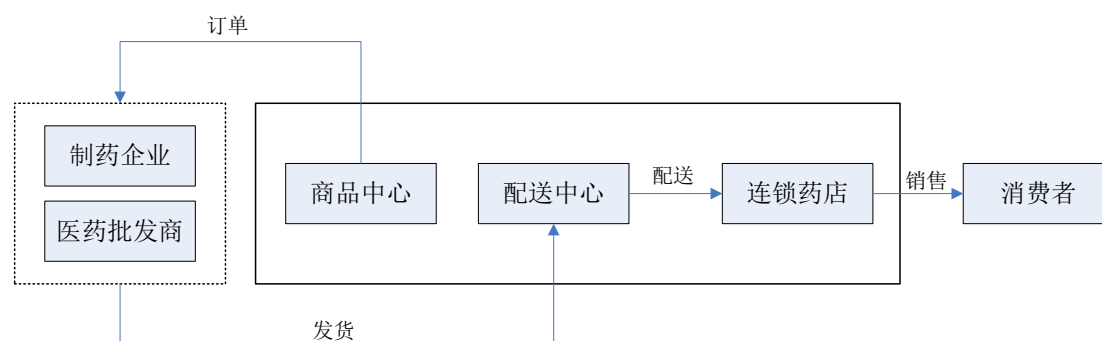 订单
制药企业
医药批发商
商品中心
配送中心
配送
连锁药店
销售
消费者
发货